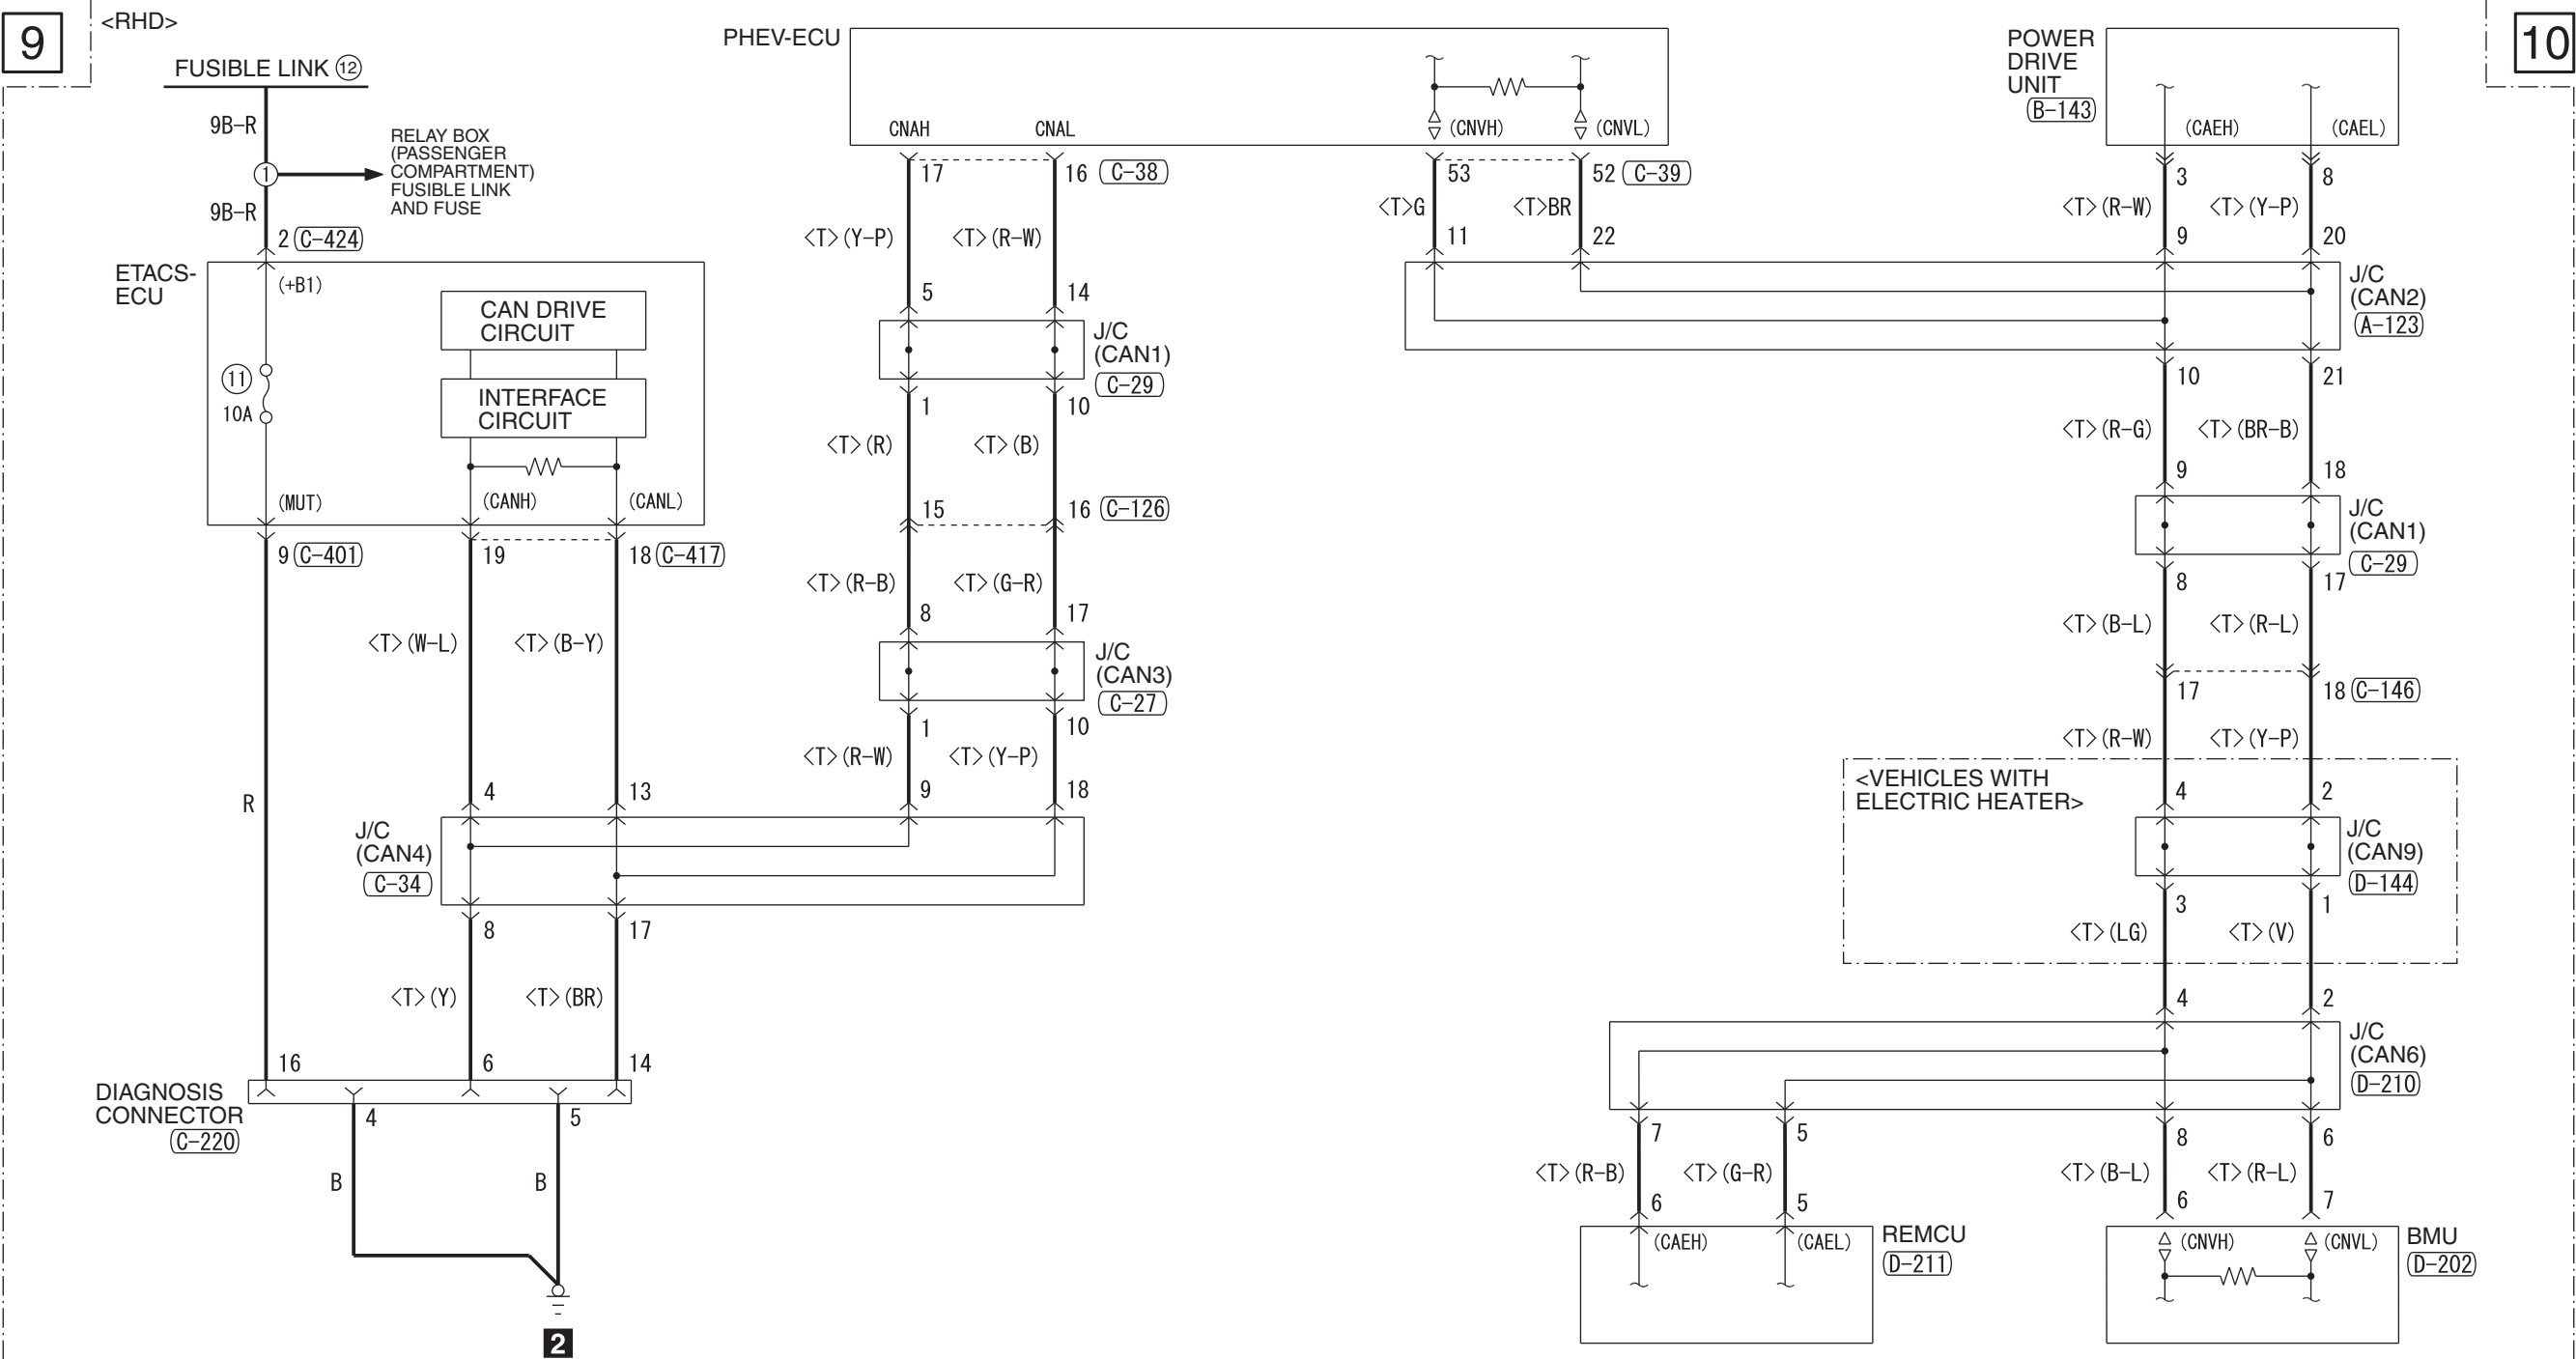 9
<RHD>
FUSIBLE LINK ⑫
9B-R
①
RELAY BOX
(PASSENGER
COMPARTMENT)
FUSIBLE LINK
AND FUSE
9B-R
2 C-424
ETACS-
ECU
(+B1)
CAN DRIVE
CIRCUIT
INTERFACE
CIRCUIT
⑪
10A
(MUT)
(CANH)
(CANL)
9 C-401
19
18 C-417
<T>(W-L)
<T>(B-Y)
R
4
13
J/C
(CAN4)
C-34
8
17
<T>(Y)
<T>(BR)
16
6
14
DIAGNOSIS
CONNECTOR
C-220
4
5
B
B
2
PHEV-ECU
CNAH
CNAL
(CNVH)
(CNVL)
17
16 C-38
53
52 C-39
<T>(Y-P)
<T>(R-W)
5
14
J/C
(CAN1)
C-29
1
10
<T>(R)
<T>(B)
15
16 C-126
<T>(R-B)
<T>(G-R)
8
17
J/C
(CAN3)
C-27
1
10
<T>(R-W)
<T>(Y-P)
9
18
<T>G
<T>BR
11
22
10
POWER
DRIVE
UNIT
B-143
(CAEH)
(CAEL)
3
8
<T>(R-W)
<T>(Y-P)
9
20
J/C
(CAN2)
A-123
10
21
<T>(R-G)
<T>(BR-B)
9
18
J/C
(CAN1)
C-29
8
17
<T>(B-L)
<T>(R-L)
17
18 C-146
<T>(R-W)
<T>(Y-P)
<VEHICLES WITH
ELECTRIC HEATER>
4
2
J/C
(CAN9)
D-144
3
1
<T>(LG)
<T>(V)
4
2
J/C
(CAN6)
D-210
7
5
8
6
<T>(R-B)
<T>(G-R)
<T>(B-L)
<T>(R-L)
6
5
6
7
(CAEH)
(CAEL)
REMCU
D-211
(CNVH)
(CNVL)
BMU
D-202